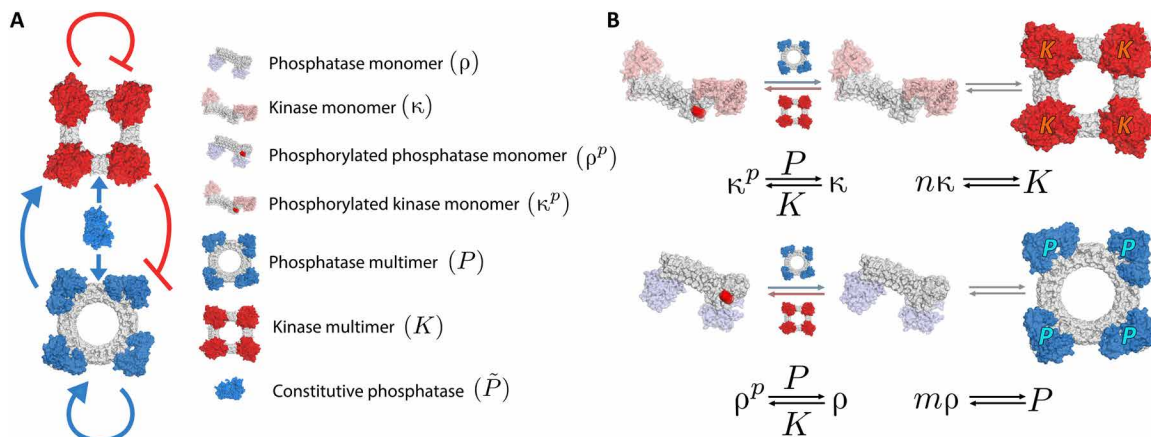 A
Phosphatase monomer (ρ)
Kinase monomer (κ)
Phosphorylated phosphatase monomer (ρ^p)
Phosphorylated kinase monomer (κ^p)
Phosphatase multimer (P)
Kinase multimer (K)
Constitutive phosphatase (P̃)
B
K K
K K
κ^p ⇌ κ
P
K
nκ ⇌ K
P P
P P
ρ^p ⇌ ρ
P
K
mρ ⇌ P